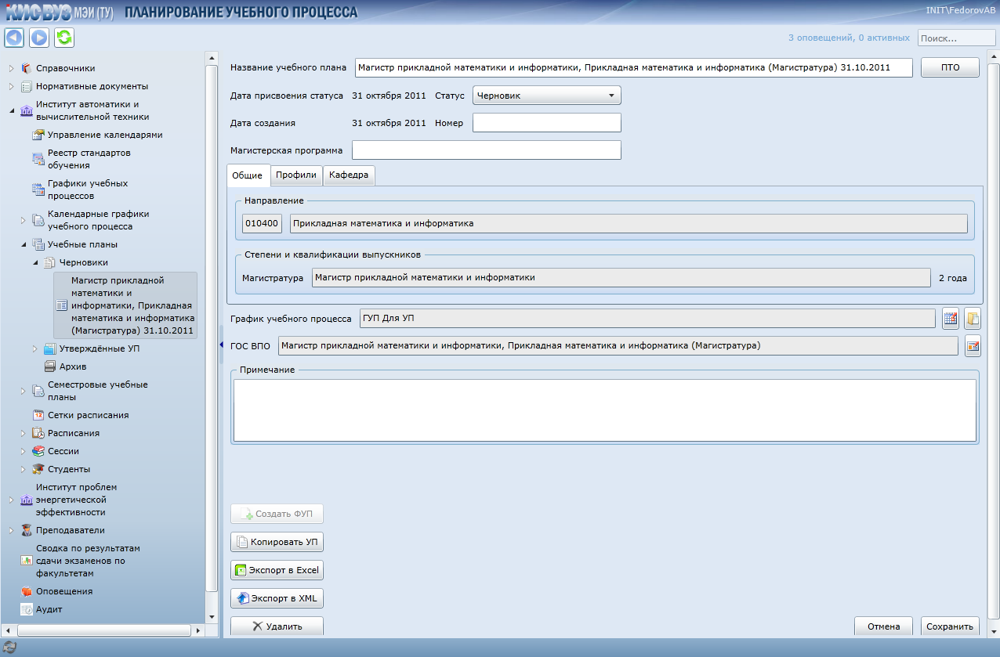 КИС ВУЗ МЭИ (ТУ) ПЛАНИРОВАНИЕ УЧЕБНОГО ПРОЦЕССА
INIT\FedorovAB
3 оповещений, 0 активных
Поиск...
Справочники
Нормативные документы
Институт автоматики и
вычислительной техники
Управление календарями
Реестр стандартов
обучения
Графики учебных
процессов
Календарные графики
учебного процесса
Учебные планы
Черновики
Магистр прикладной
математики и
информатики, Прикладная
математика и информатика
(Магистратура) 31.10.2011
Утверждённые УП
Архив
Семестровые учебные
планы
Сетки расписания
Расписания
Сессии
Студенты
Институт проблем
энергетической
эффективности
Преподаватели
Сводка по результатам
сдачи экзаменов по
факультетам
Оповещения
Аудит
Название учебного плана Магистр прикладной математики и информатики, Прикладная математика и информатика (Магистратура) 31.10.2011 ПТО
Дата присвоения статуса 31 октября 2011 Статус Черновик
Дата создания 31 октября 2011 Номер
Магистерская программа
Общие Профили Кафедра
Направление
010400 Прикладная математика и информатика
Степени и квалификации выпускников
Магистратура Магистр прикладной математики и информатики 2 года
График учебного процесса ГУП Для УП
ГОС ВПО Магистр прикладной математики и информатики, Прикладная математика и информатика (Магистратура)
Примечание
Создать ФУП
Копировать УП
Экспорт в Excel
Экспорт в XML
Удалить Отмена Сохранить